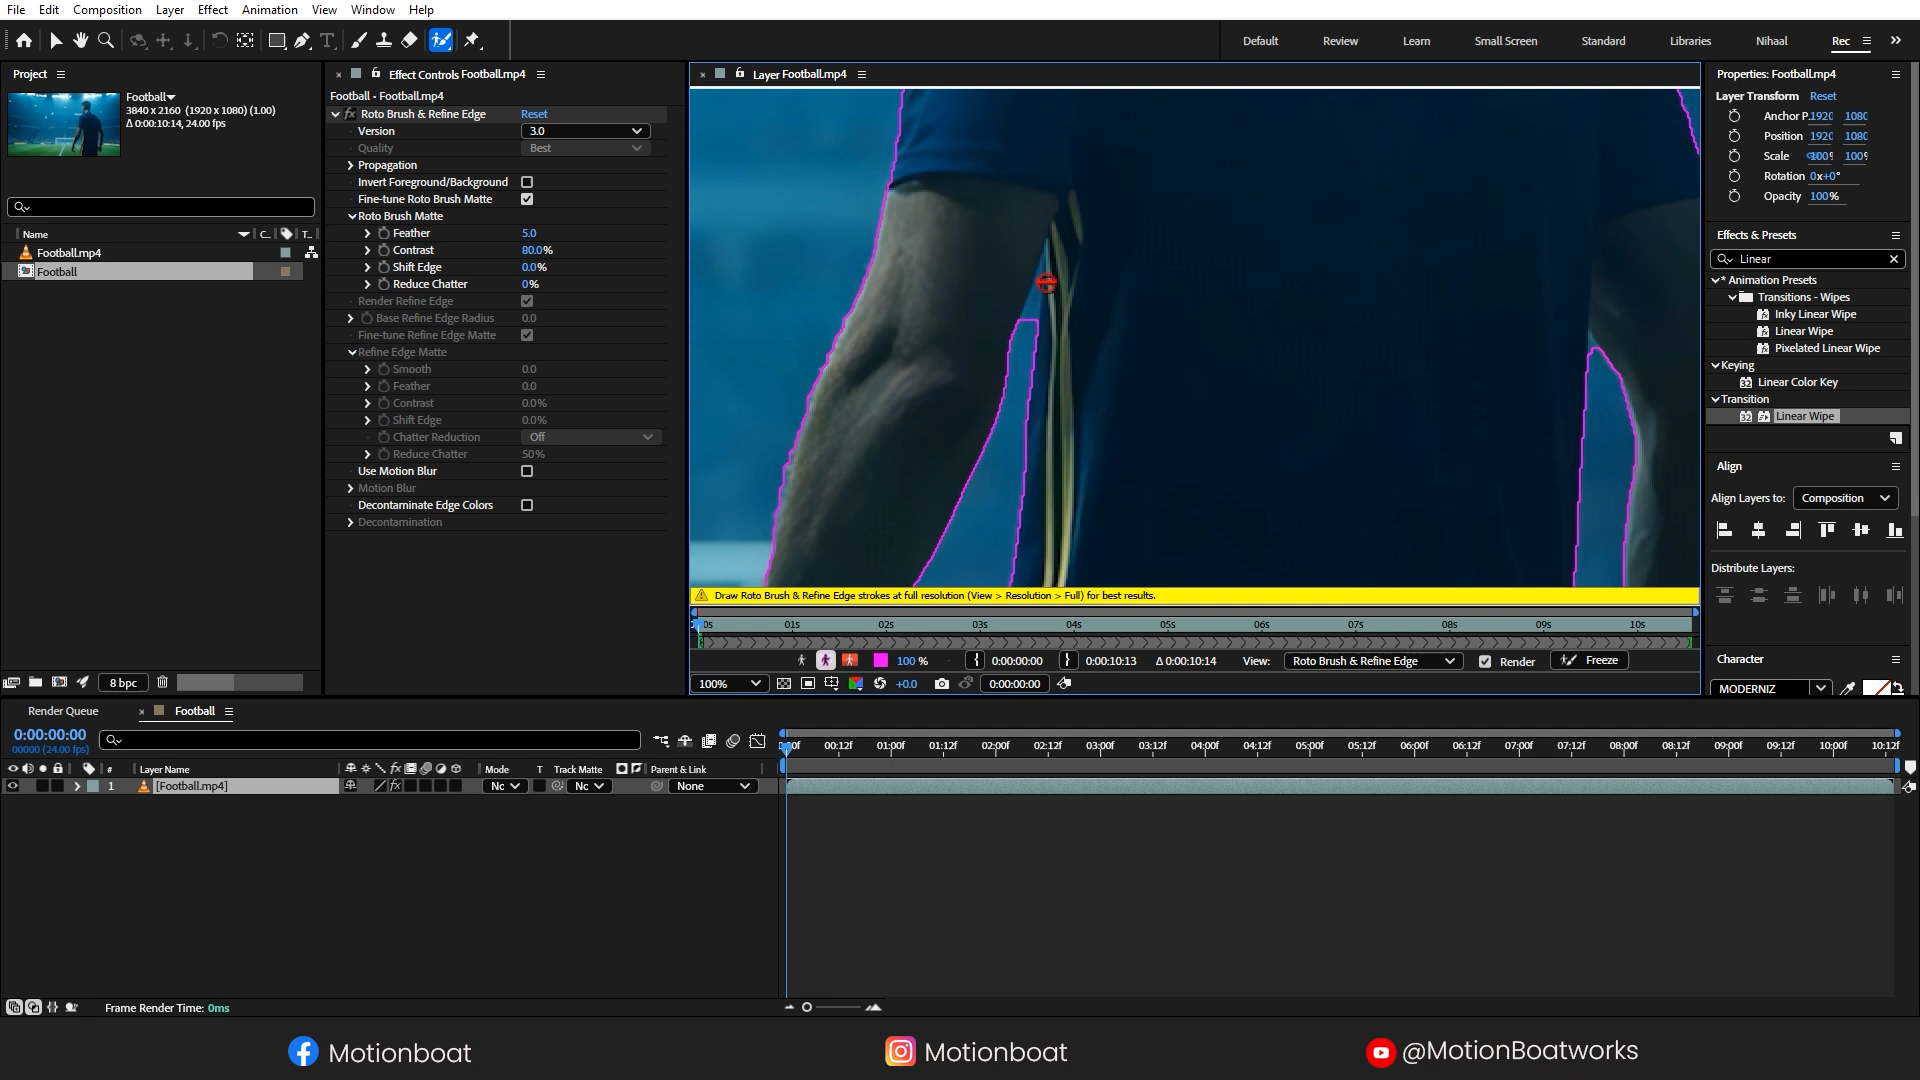 File Edit Composition Layer Effect Animation View Window Help
Default Review Learn Small Screen Standard Libraries Nihaal Rec
Project
Football
3840 x 2160 (1920 x 1080) (1.00)
Δ 0:00:10:14, 24.00 fps)
Name C.. T..
Football.mp4
Football
8 bpc
Effect Controls Football.mp4
Football • Football.mp4
fx Roto Brush & Refine Edge Reset
Version 3.0
Quality Best
Propagation
Invert Foreground/Background
Fine-tune Roto Brush Matte
Roto Brush Matte
Feather 5.0
Contrast 80.0%
Shift Edge 0.0%
Reduce Chatter 0%
Render Refine Edge
Base Refine Edge Radius 0.0
Fine-tune Refine Edge Matte
Refine Edge Matte
Smooth 0.0
Feather 0.0
Contrast 0.0%
Shift Edge 0.0%
Chatter Reduction Off
Reduce Chatter 50%
Use Motion Blur
Motion Blur
Decontaminate Edge Colors
Decontamination
Layer Football.mp4
Draw Roto Brush & Refine Edge strokes at full resolution (View > Resolution > Full) for best results.
0s 01s 02s 03s 04s 05s 06s 07s 08s 09s 10s
100 % 0:00:00:00 0:00:10:13 Δ 0:00:10:14 View: Roto Brush & Refine Edge Render Freeze
100% +0.0 0:00:00:00
Properties: Football.mp4
Layer Transform Reset
Anchor P. 1920 1080
Position 1920 1080
Scale 100% 100%
Rotation 0x+0°
Opacity 100%
Effects & Presets
Linear
* Animation Presets
Transitions - Wipes
Inky Linear Wipe
Linear Wipe
Pixelated Linear Wipe
Keying
32 Linear Color Key
Transition
32 Linear Wipe
Align
Align Layers to: Composition
Distribute Layers:
Character
MODERNIZ
Render Queue Football
0:00:00:00
00000 (24.00 fps)
# Layer Name fx Mode T Track Matte Parent & Link
1 [Football.mp4] fx Nc Nc None
:00f 00:12f 01:00f 01:12f 02:00f 02:12f 03:00f 03:12f 04:00f 04:12f 05:00f 05:12f 06:00f 06:12f 07:00f 07:12f 08:00f 08:12f 09:00f 09:12f 10:00f 10:12f
Frame Render Time: 0ms
Motionboat
Motionboat
@MotionBoatworks